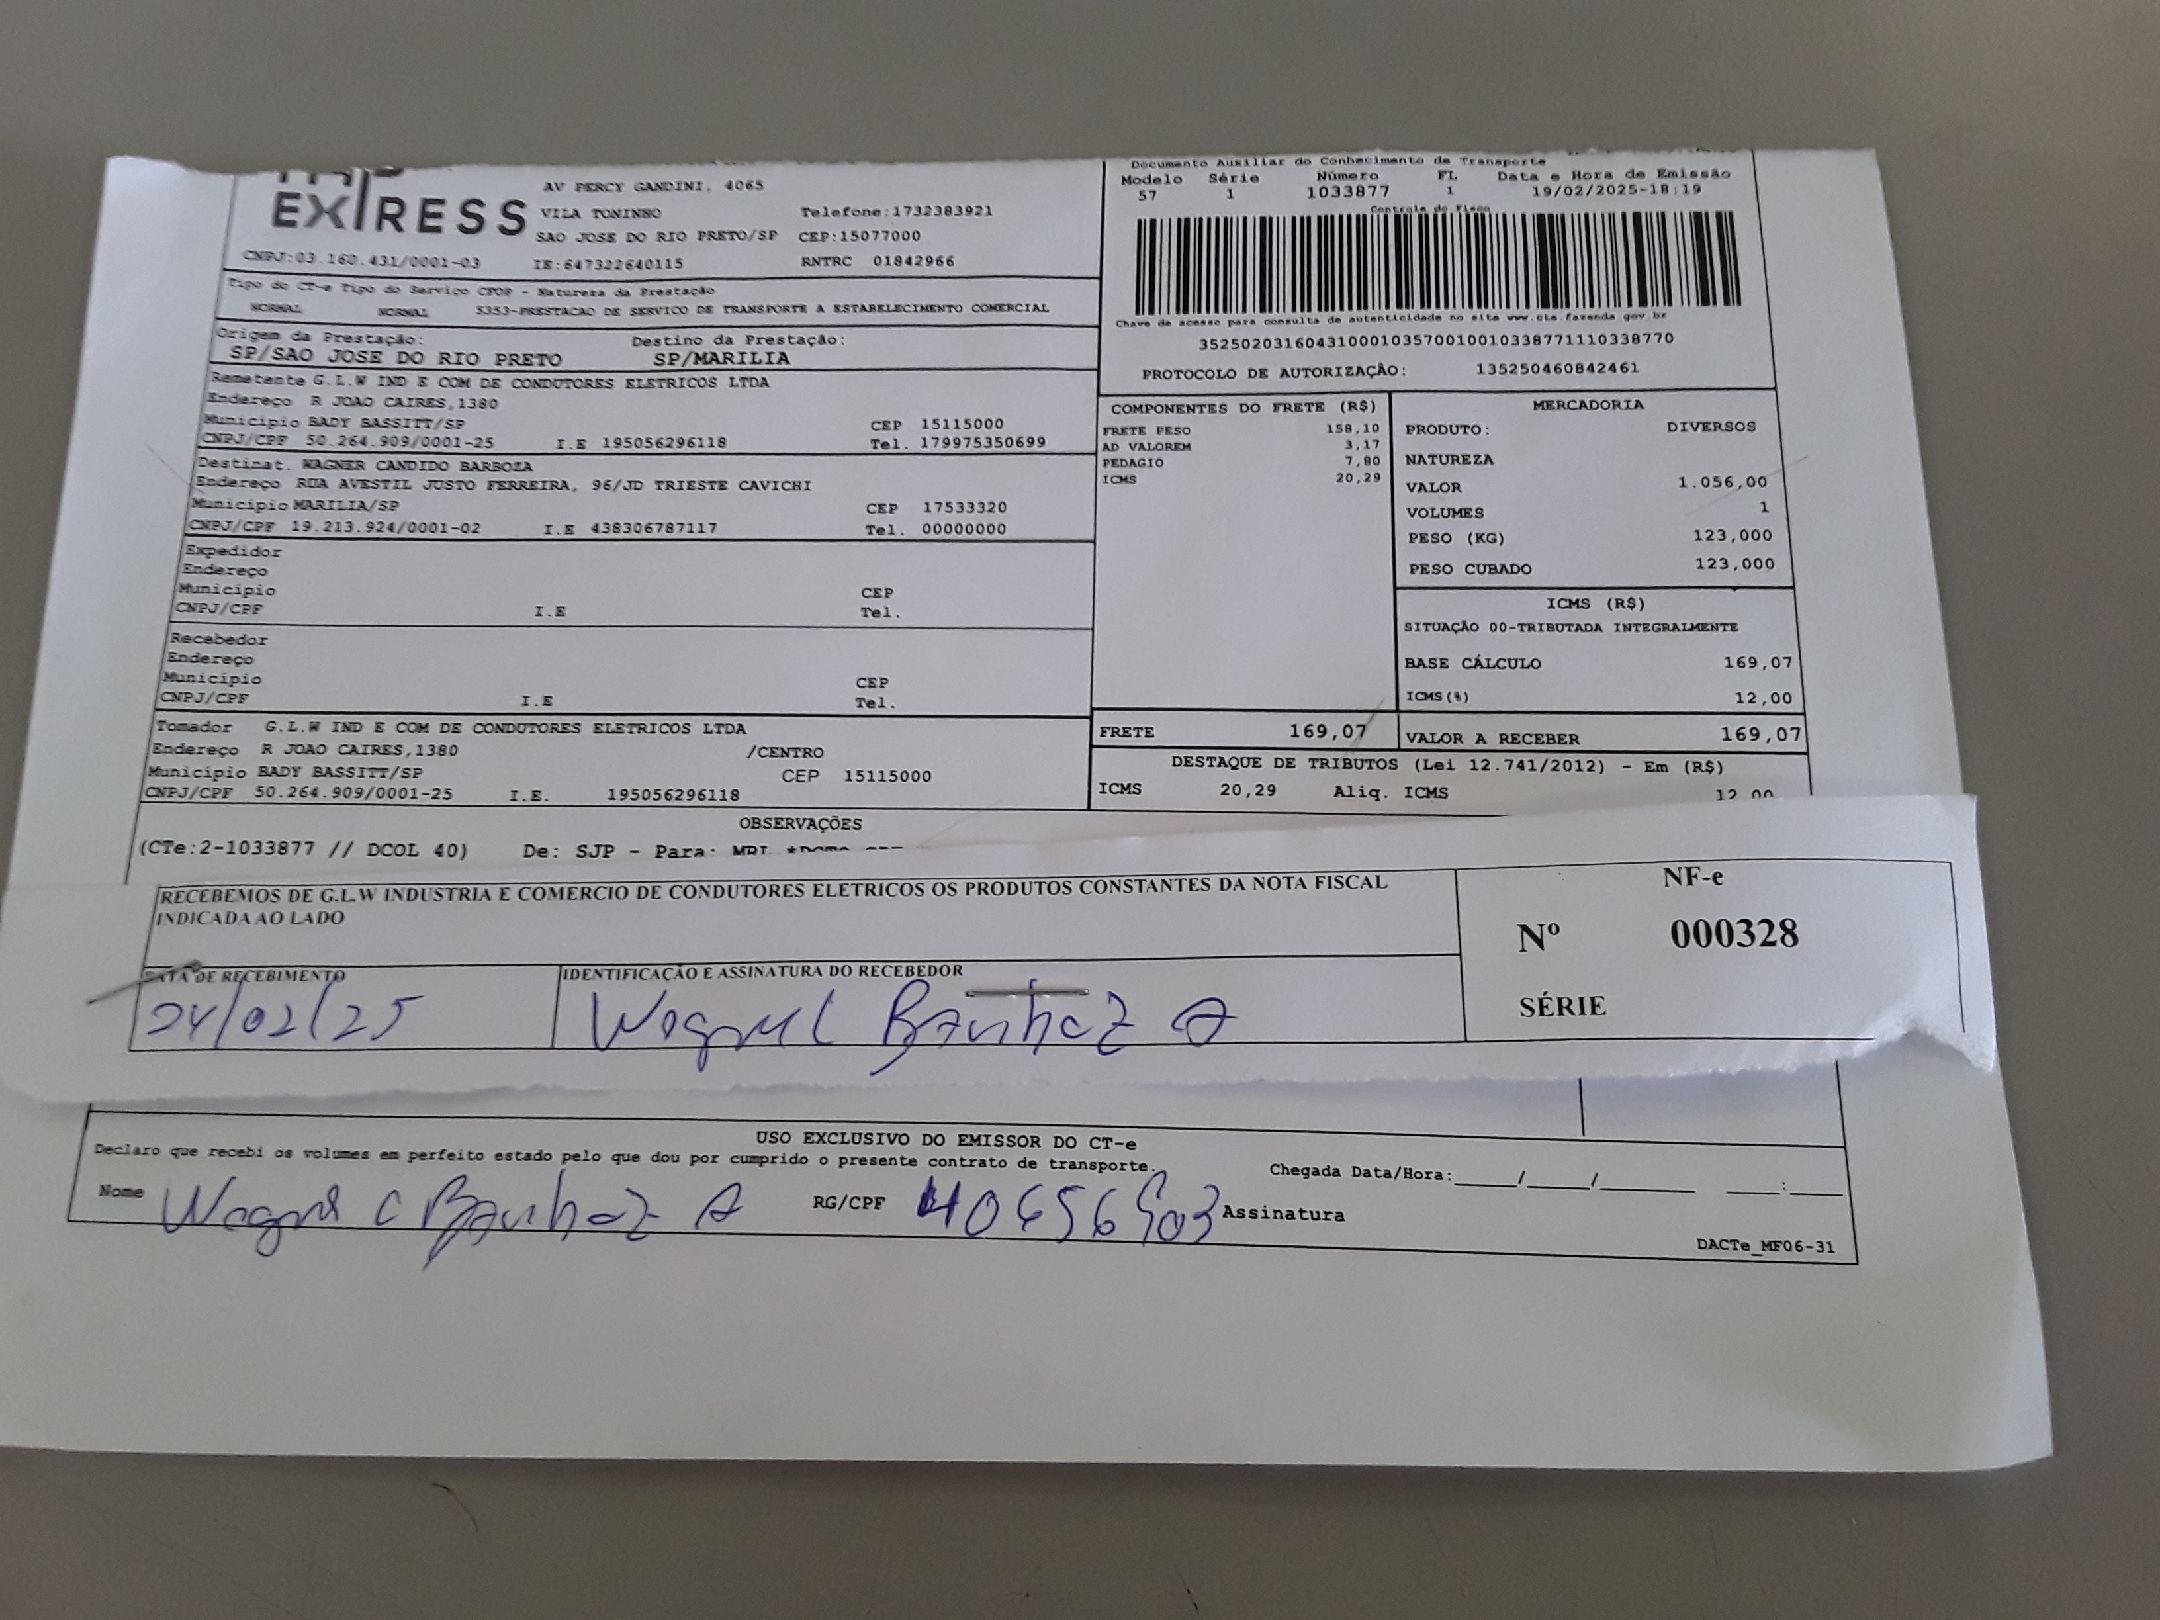 EXPRESS
AV PERCY GANDINI, 4065
VILA TONINHO Telefone:1732383921
SAO JOSE DO RIO PRETO/SP CEP:15077000
CNPJ:03.160.431/0001-03 IE:647322640115 RNTRC 01842966
Tipo do CT-e Tipo do Serviço CFOP - Natureza da Prestação
NORMAL NORMAL 5353-PRESTACAO DE SERVICO DE TRANSPORTE A ESTABELECIMENTO COMERCIAL
Origem da Prestação: Destino da Prestação:
SP/SAO JOSE DO RIO PRETO SP/MARILIA
Remetente G.L.W IND E COM DE CONDUTORES ELETRICOS LTDA
Endereço R JOAO CAIRES,1380
Município BADY BASSITT/SP CEP 15115000
CNPJ/CPF 50.264.909/0001-25 I.E 195056296118 Tel. 179975350699
Destinat. WAGNER CANDIDO BARBOZA
Endereço RUA AVESTIL JUSTO FERREIRA, 96/JD TRIESTE CAVICHI
Município MARILIA/SP CEP 17533320
CNPJ/CPF 19.213.924/0001-02 I.E 438306787117 Tel. 00000000
Expedidor
Endereço
Município CEP
CNPJ/CPF I.E Tel.
Recebedor
Endereço
Município CEP
CNPJ/CPF I.E Tel.
Tomador G.L.W IND E COM DE CONDUTORES ELETRICOS LTDA
Endereço R JOAO CAIRES,1380 /CENTRO
Município BADY BASSITT/SP CEP 15115000
CNPJ/CPF 50.264.909/0001-25 I.E. 195056296118
Documento Auxiliar do Conhecimento de Transporte
Modelo Série Número FL Data e Hora de Emissão
57 1 1033877 1 19/02/2025-18:19
Controle do Fisco
Chave de acesso para consulta de autenticidade no site www.cte.fazenda.gov.br
35250203160431000103570010010338771110338770
PROTOCOLO DE AUTORIZAÇÃO: 135250460842461
COMPONENTES DO FRETE (R$)
FRETE PESO 158,10
AD VALOREM 3,17
PEDAGIO 7,80
ICMS 20,29
MERCADORIA
PRODUTO: DIVERSOS
NATUREZA
VALOR 1.056,00
VOLUMES 1
PESO (KG) 123,000
PESO CUBADO 123,000
ICMS (R$)
SITUAÇÃO 00-TRIBUTADA INTEGRALMENTE
BASE CÁLCULO 169,07
ICMS(%) 12,00
FRETE 169,07 VALOR A RECEBER 169,07
DESTAQUE DE TRIBUTOS (Lei 12.741/2012) - Em (R$)
ICMS 20,29 Aliq. ICMS 12,00
OBSERVAÇÕES
(CTe:2-1033877 // DCOL 40) De: SJP - Para: MRI
RECEBEMOS DE G.L.W INDUSTRIA E COMERCIO DE CONDUTORES ELETRICOS OS PRODUTOS CONSTANTES DA NOTA FISCAL
INDICADA AO LADO
NF-e
Nº 000328
SÉRIE
DATA DE RECEBIMENTO IDENTIFICAÇÃO E ASSINATURA DO RECEBEDOR
24/02/25
USO EXCLUSIVO DO EMISSOR DO CT-e
Declaro que recebi os volumes em perfeito estado pelo que dou por cumprido o presente contrato de transporte.
Chegada Data/Hora:____/____/______ ___:____
Nome RG/CPF Assinatura
DACTe_MF06-31